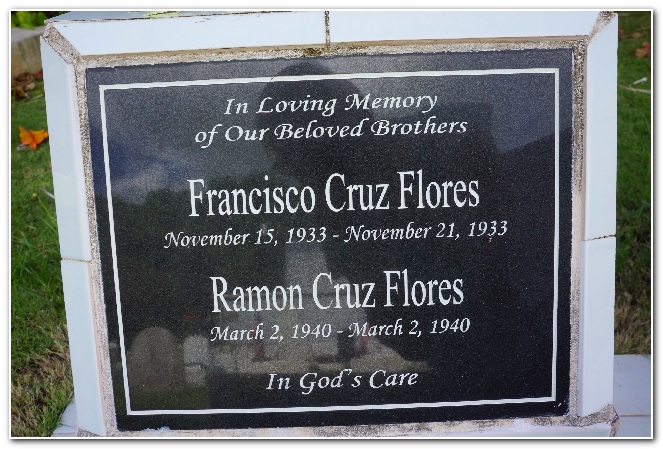 In Loving Memory
of Our Beloved Brothers
Francisco Cruz Flores
November 15, 1933 - November 21, 1933
Ramon Cruz Flores
March 2, 1940 - March 2, 1940
In God's Care